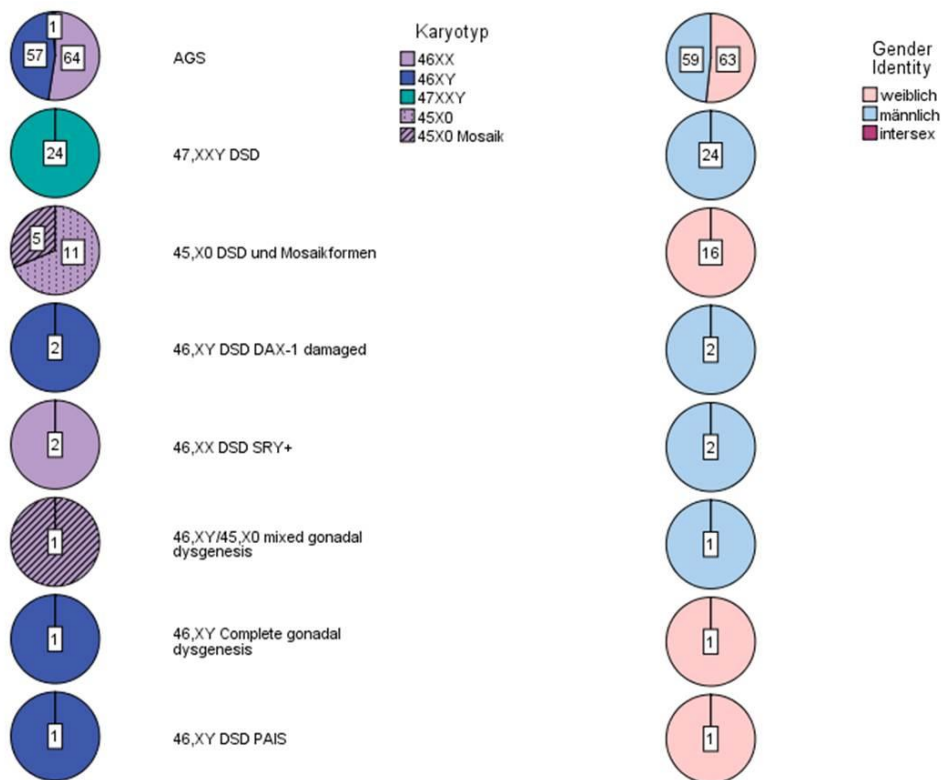 1
57
64
AGS
Karyotyp
46XX
46XY
47XXY
45X0
45X0 Mosaik
59
63
Gender
Identity
weiblich
männlich
intersex
24
47,XXY DSD
24
5
11
45,X0 DSD und Mosaikformen
16
2
46,XY DSD DAX-1 damaged
2
2
46,XX DSD SRY+
2
1
46,XY/45,X0 mixed gonadal
dysgenesis
1
1
46,XY Complete gonadal
dysgenesis
1
1
46,XY DSD PAIS
1